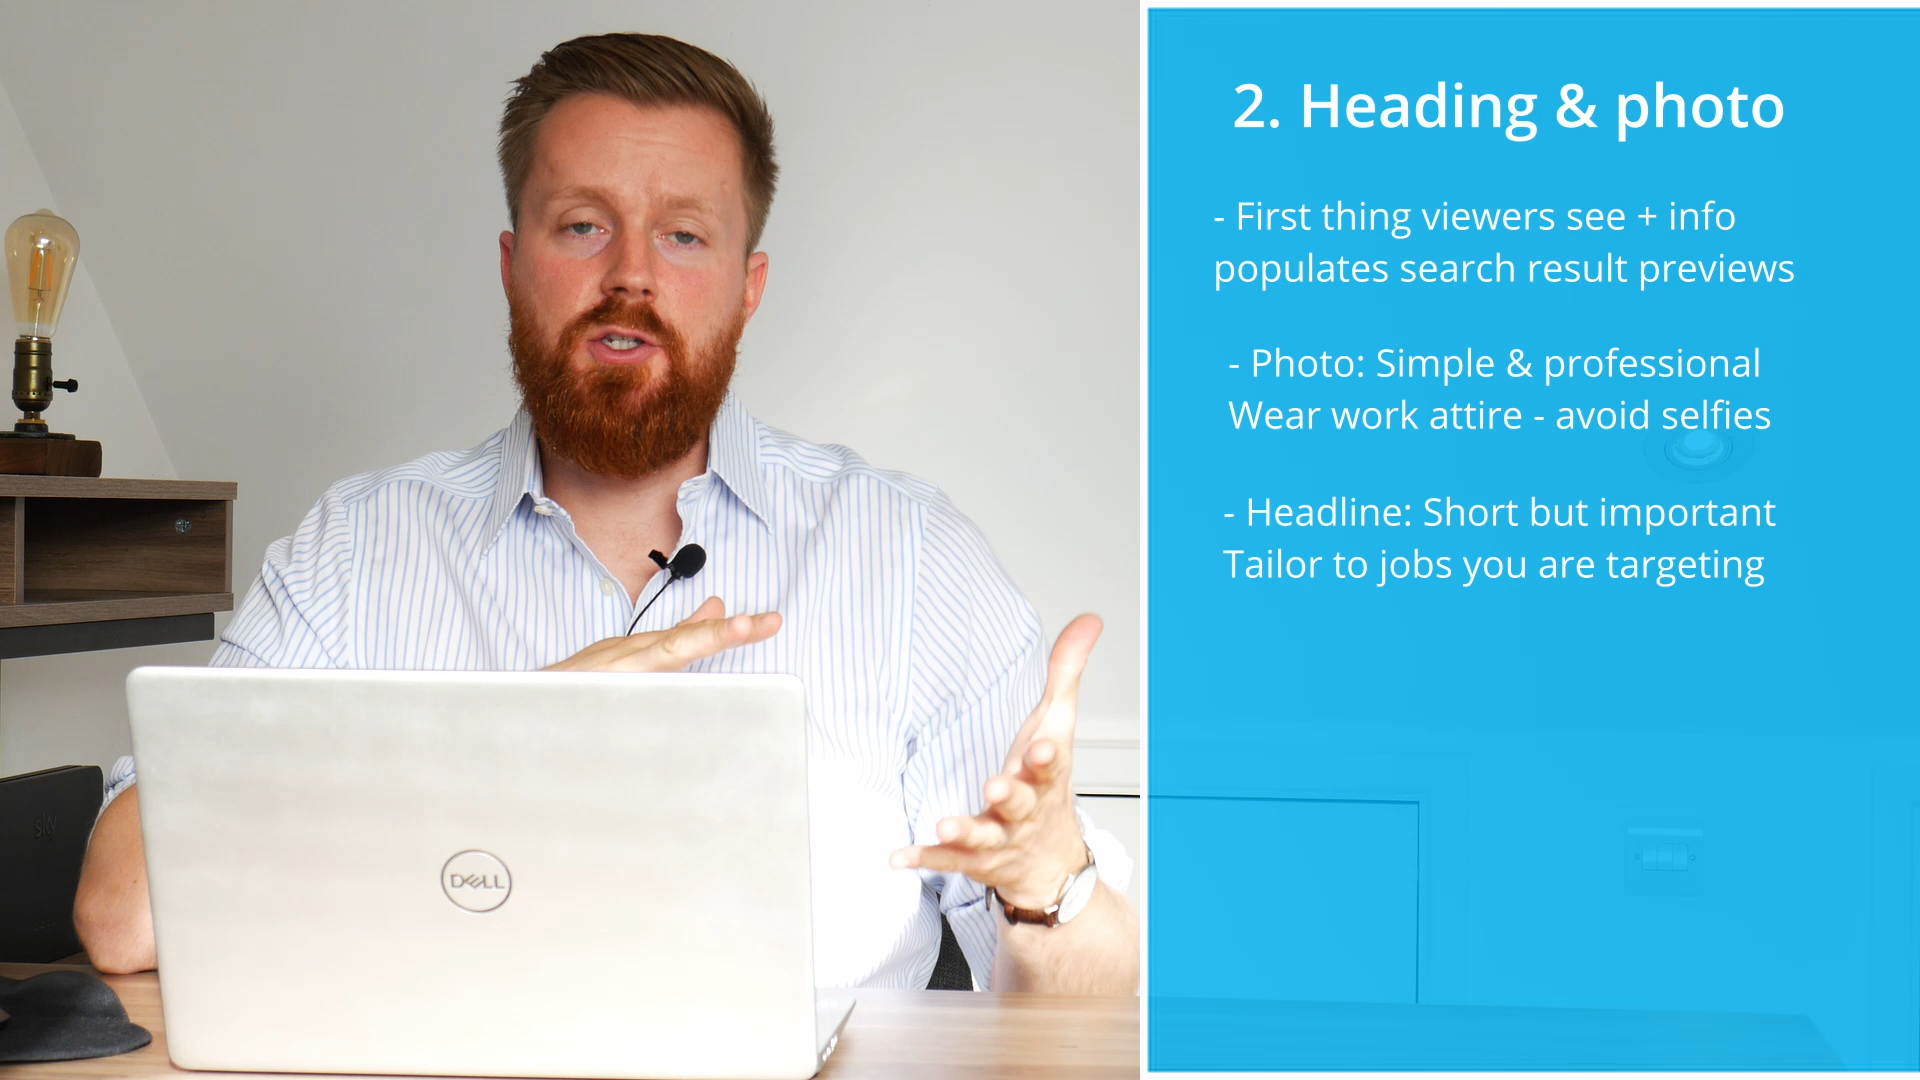 2. Heading & photo
- First thing viewers see + info
populates search result previews
- Photo: Simple & professional
Wear work attire - avoid selfies
- Headline: Short but important
Tailor to jobs you are targeting
sky
DELL